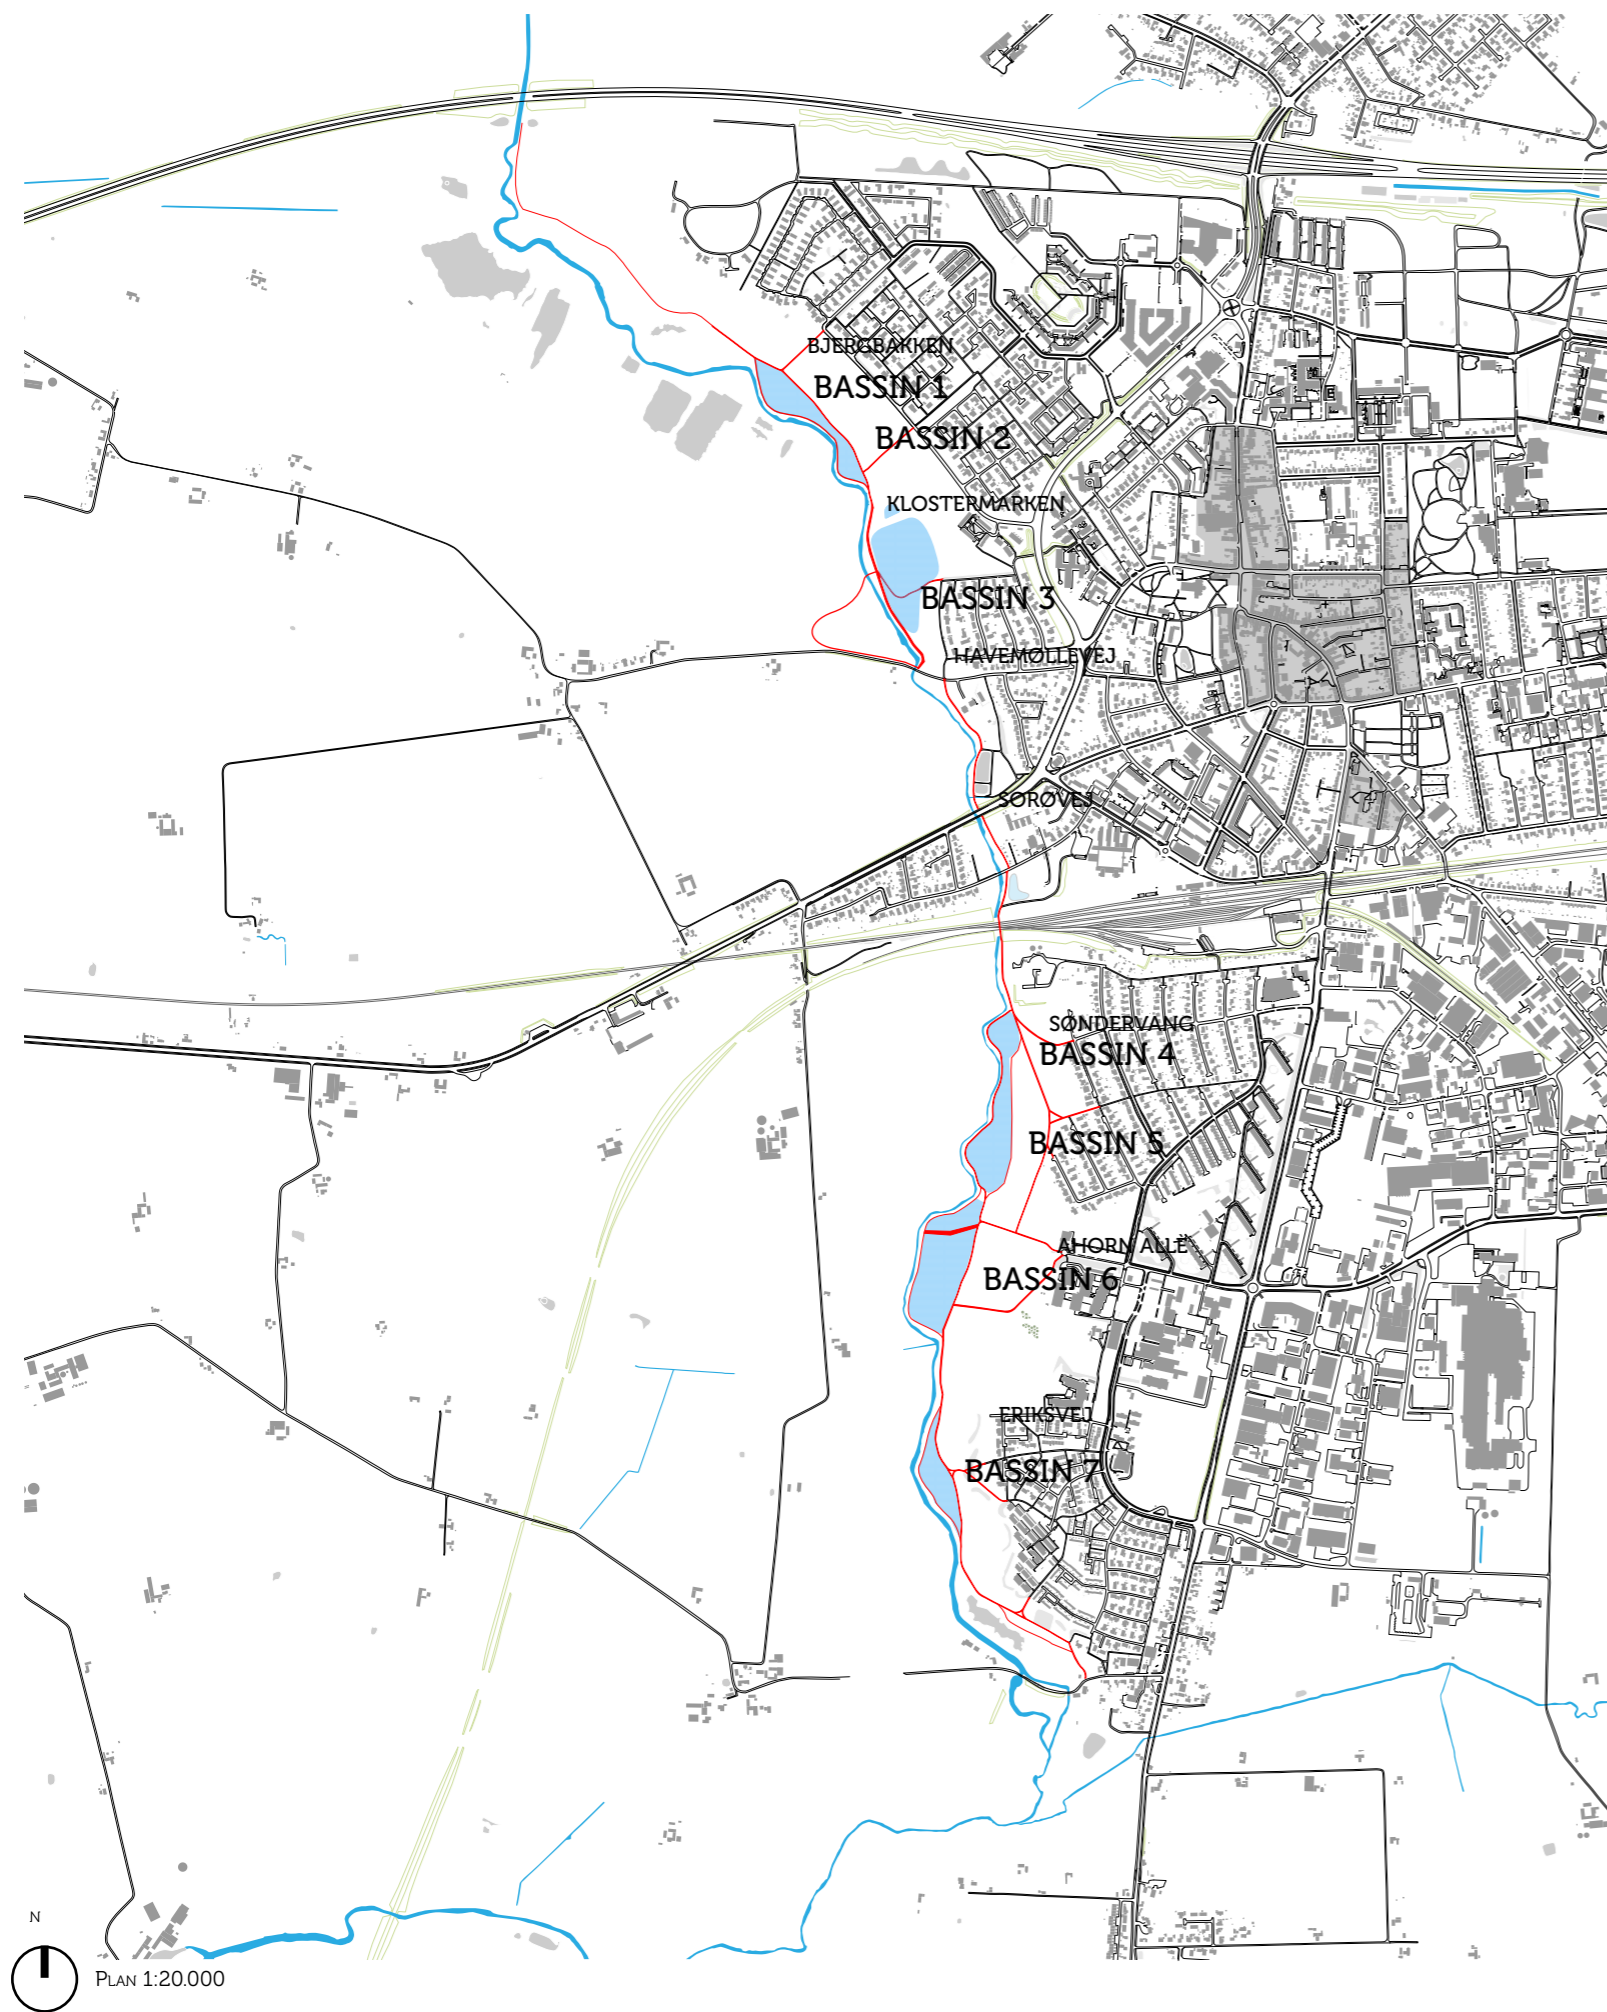 BJERGBAKKEN
BASSIN 1
BASSIN 2
KLOSTERMARKEN
BASSIN 3
HAVEMØLLEVEJ
SORØVEJ
SØNDERVANG
BASSIN 4
BASSIN 5
AHORN ALLÈ
BASSIN 6
ERIKSVEJ
BASSIN 7
N
PLAN 1:20.000